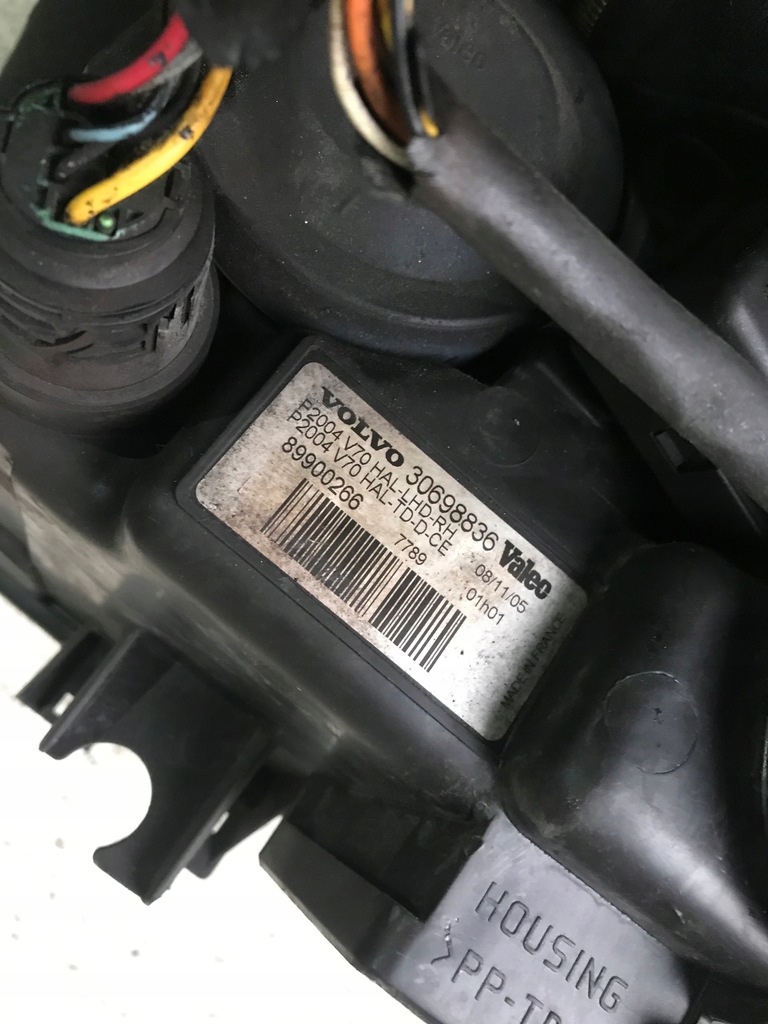 Valeo
VOLVO 30698836 Valeo
P2004 V70 HAL-LHD-RH 08/11/05
P2004 V70 HAL-TD-D-CE 01h01
89900266 7789
MADE IN FRANCE
HOUSING
>PP-TD